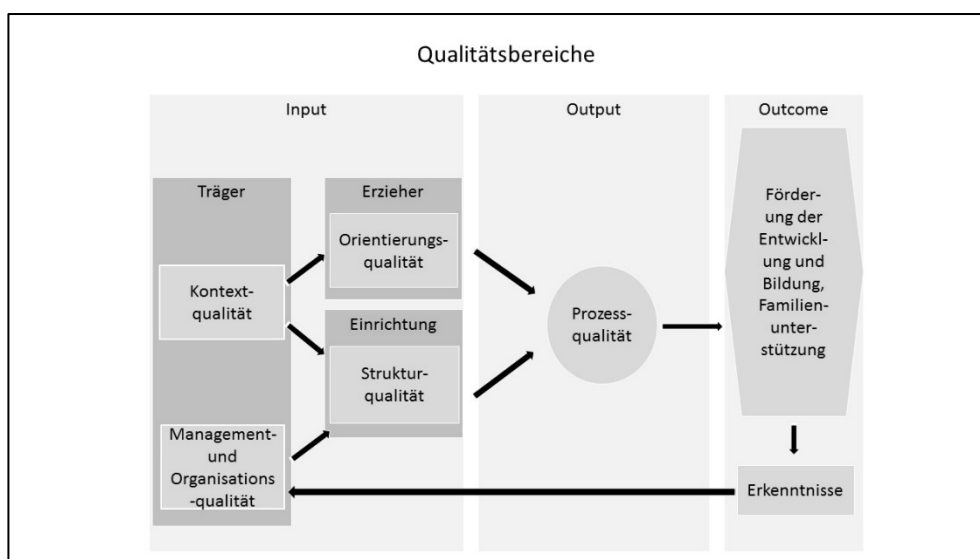 Qualitätsbereiche
Input
Output
Outcome
Träger
Kontext-
qualität
Management-
und
Organisations
-qualität
Erzieher
Orientierungs-
qualität
Einrichtung
Struktur-
qualität
Prozess-
qualität
Förder-
ung der
Entwickl-
ung und
Bildung,
Familien-
unter-
stützung
Erkenntnisse